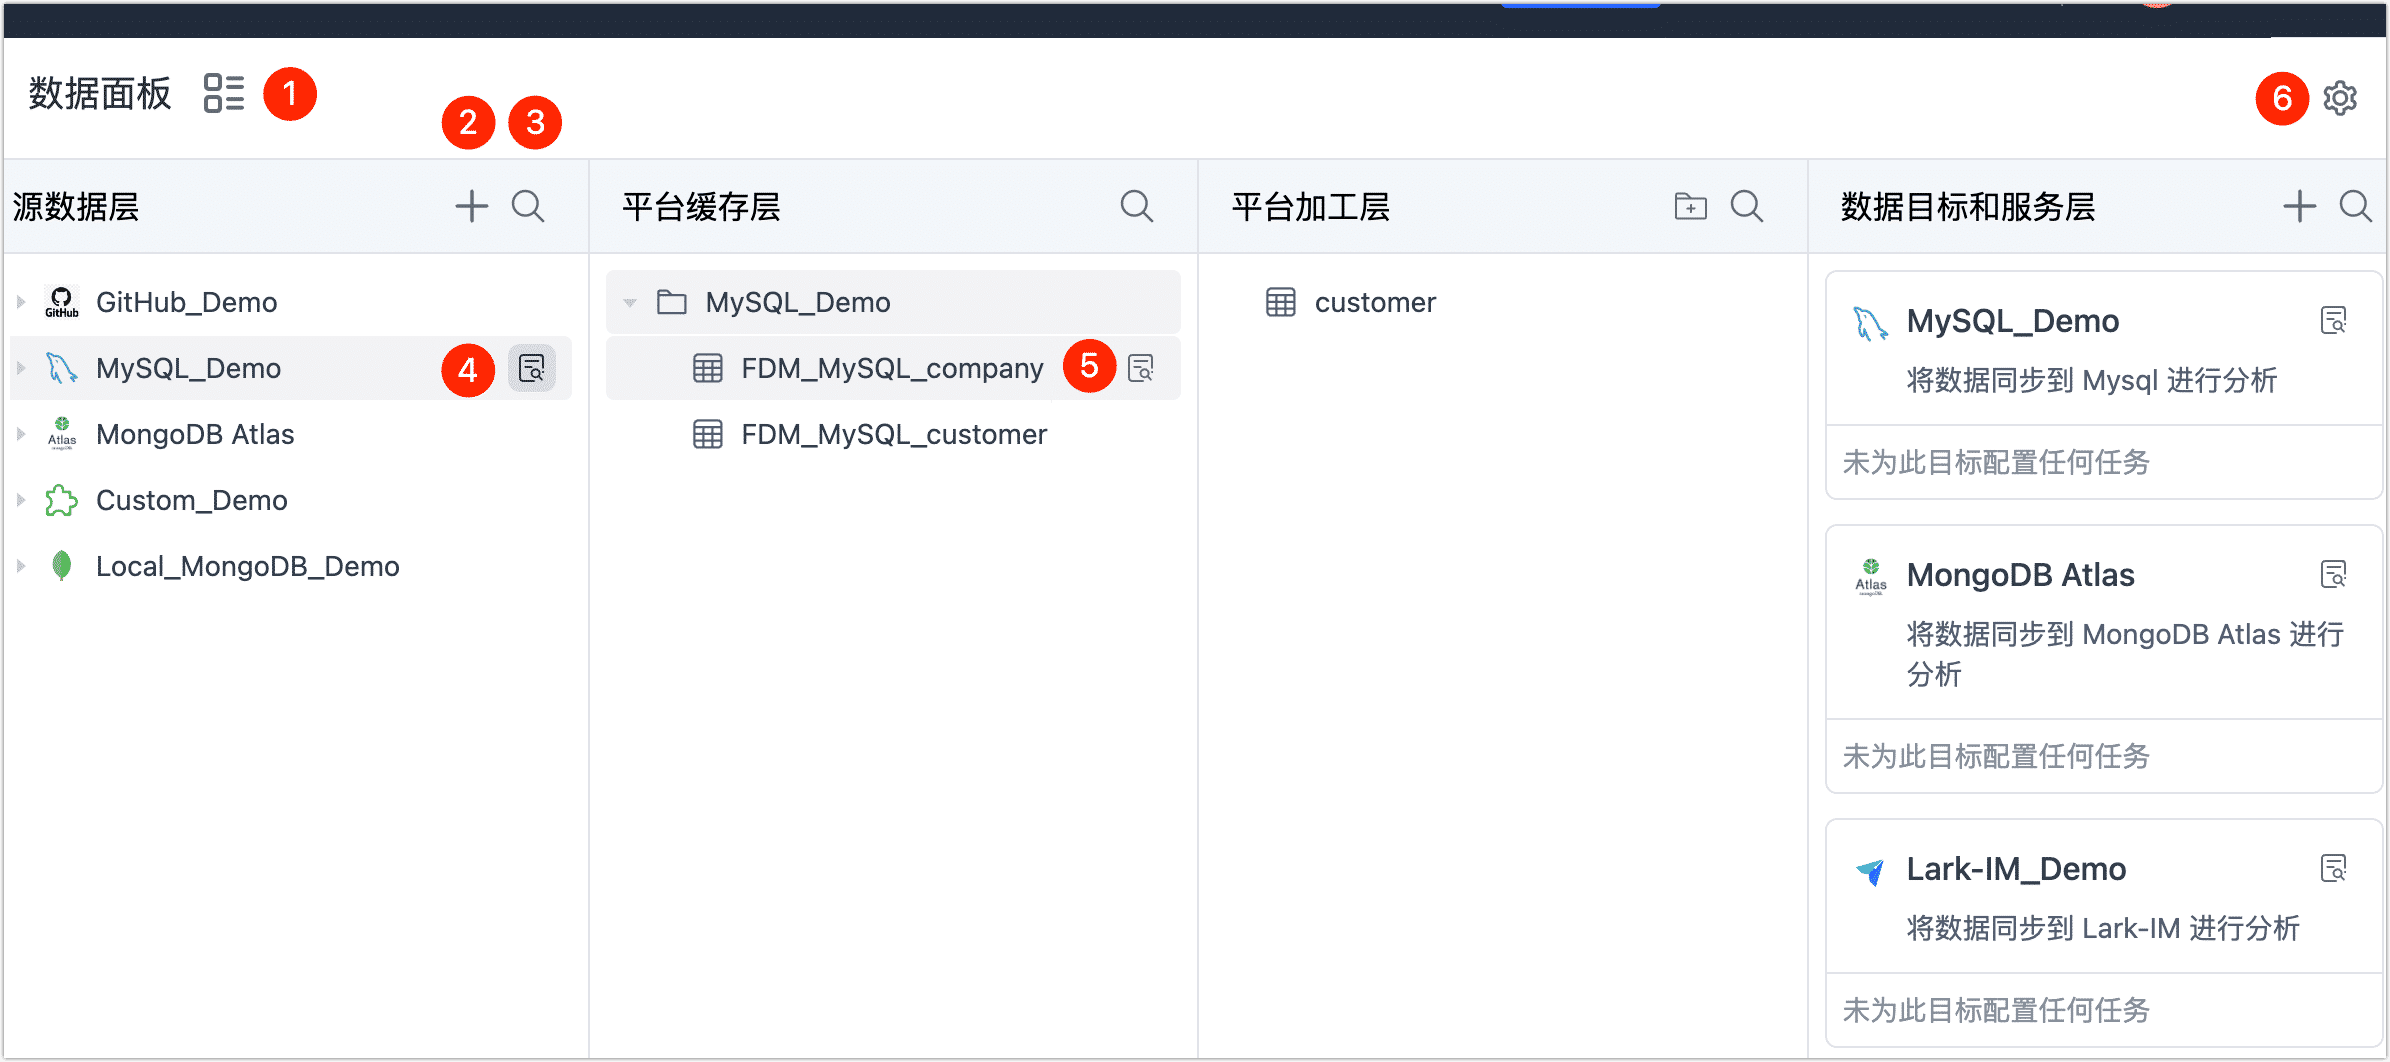 数据面板
1
2
3
6
源数据层
平台缓存层
平台加工层
数据目标和服务层
GitHub
GitHub_Demo
MySQL_Demo
4
Atlas
MongoDB Atlas
Custom_Demo
Local_MongoDB_Demo
MySQL_Demo
FDM_MySQL_company
5
FDM_MySQL_customer
customer
MySQL_Demo
将数据同步到 Mysql 进行分析
未为此目标配置任何任务
Atlas
MongoDB Atlas
将数据同步到 MongoDB Atlas 进行
分析
未为此目标配置任何任务
Lark-IM_Demo
将数据同步到 Lark-IM 进行分析
未为此目标配置任何任务